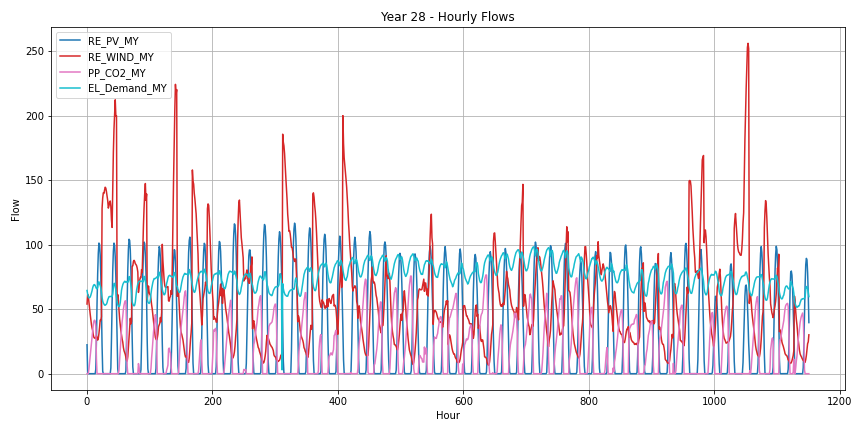 Year 28 - Hourly Flows
RE_PV_MY
RE_WIND_MY
PP_CO2_MY
EL_Demand_MY
Flow
250
200
150
100
50
0
0
200
400
600
800
1000
1200
Hour